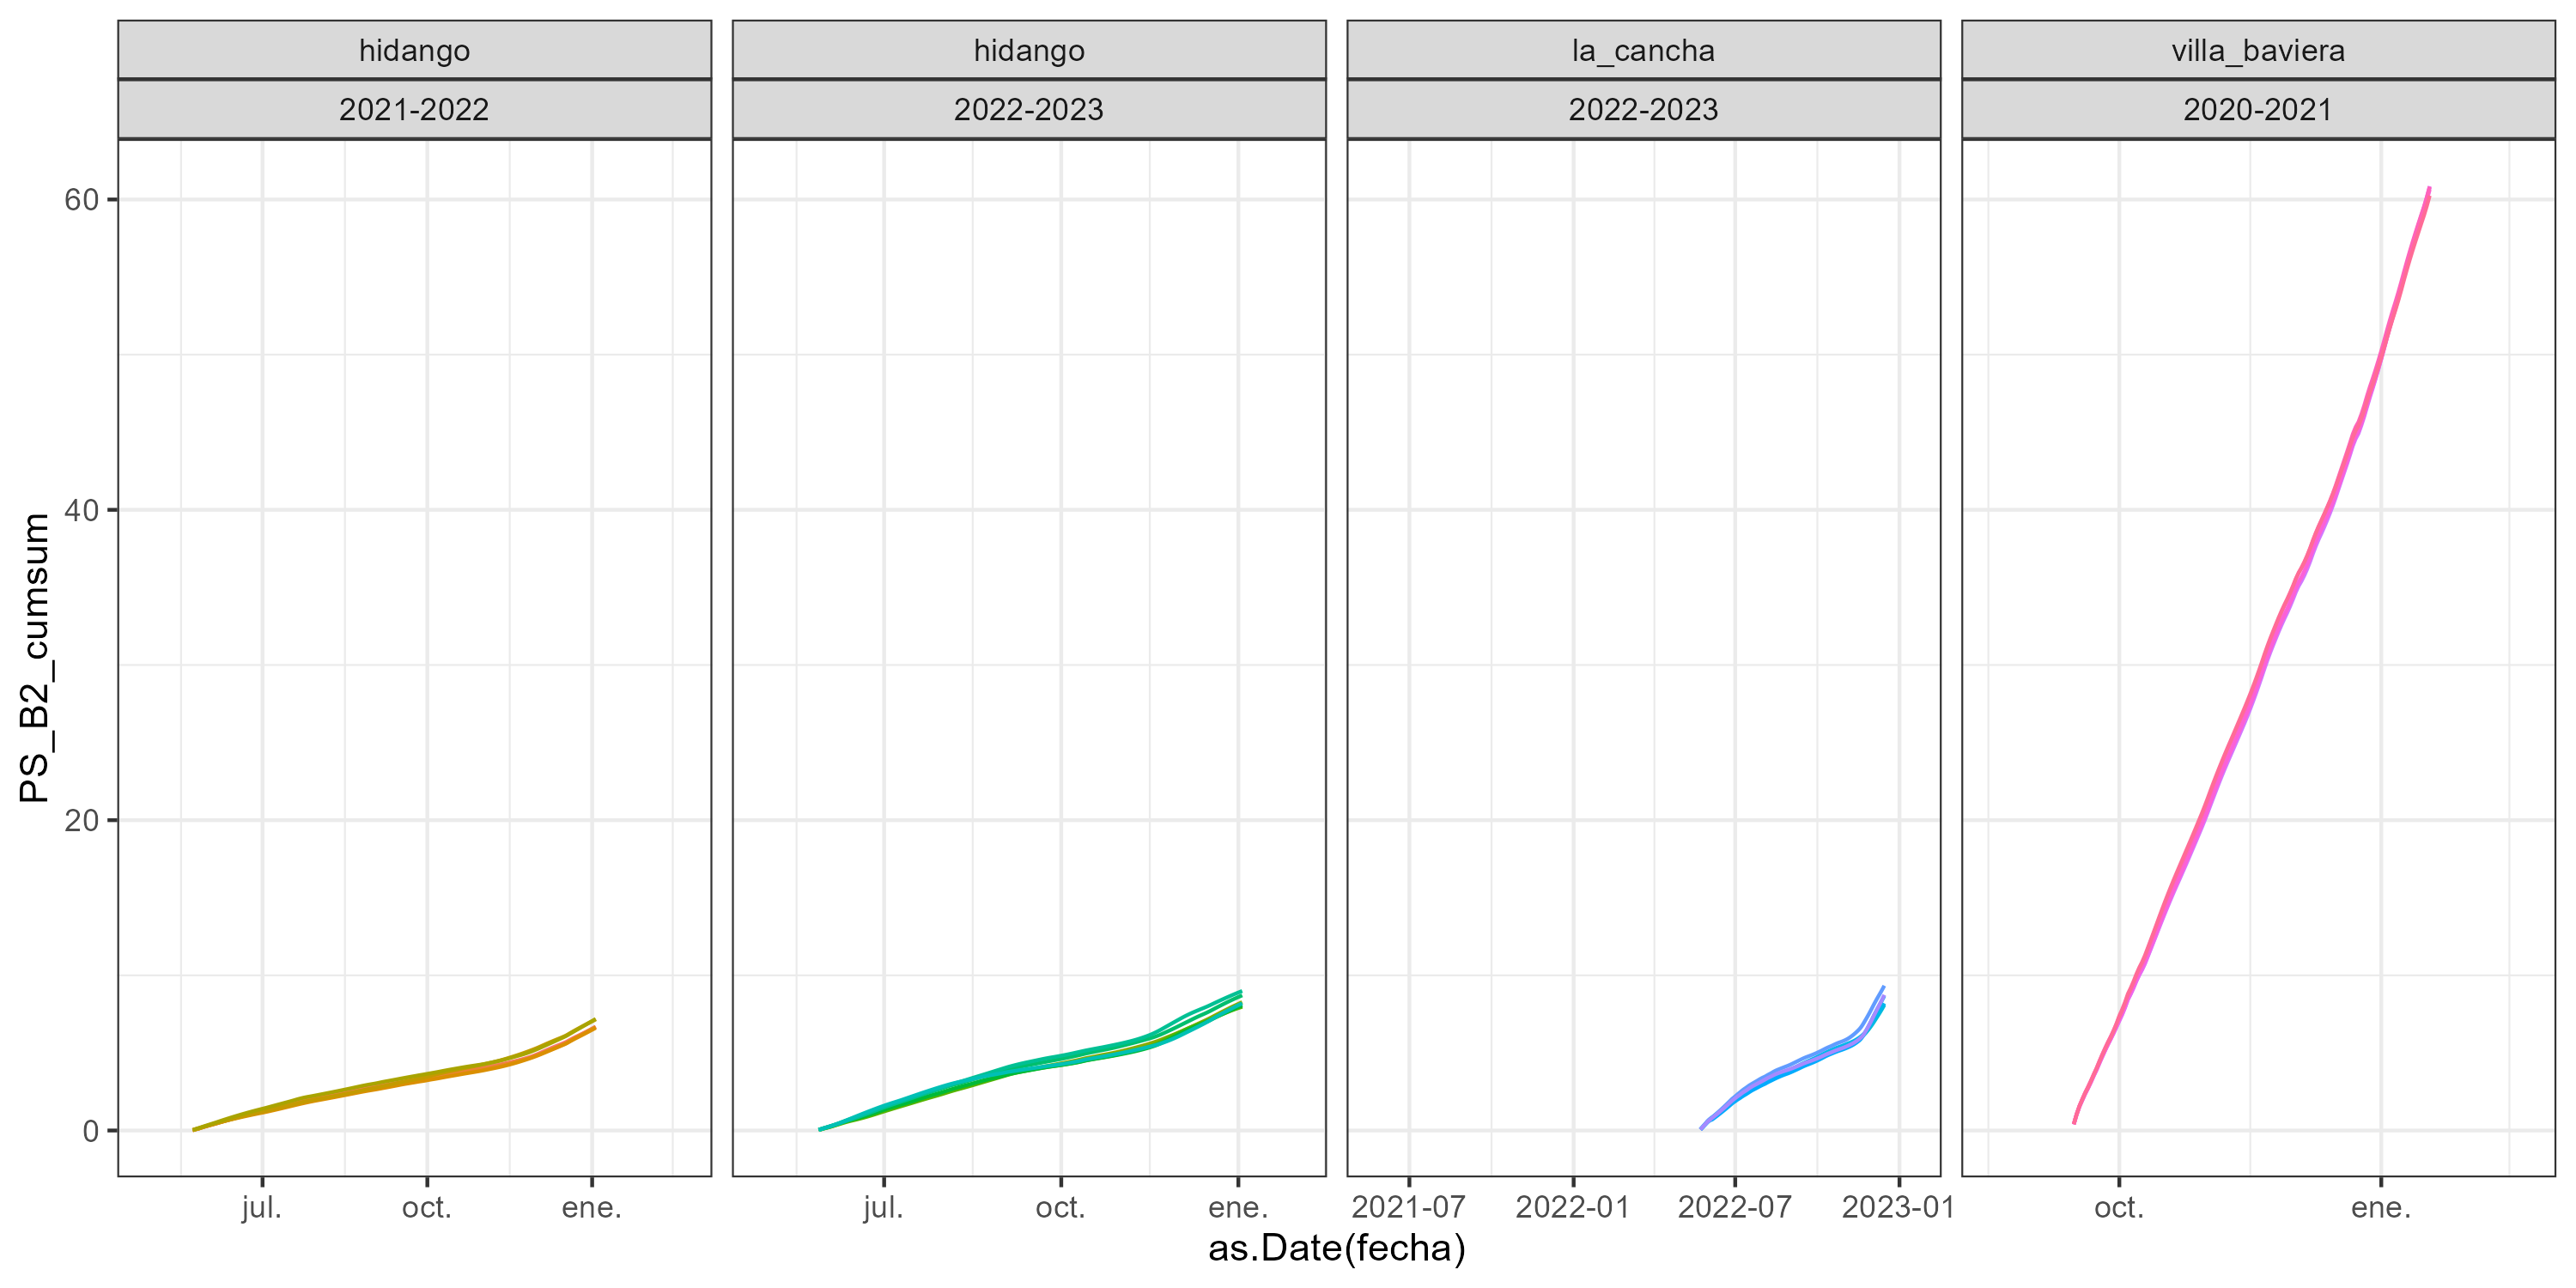 hidango hidango la_cancha villa_baviera
2021-2022 2022-2023 2022-2023 2020-2021
60
40
20
0
PS_B2_cumsum
jul. oct. ene. jul. oct. ene. 2021-07 2022-01 2022-07 2023-01 oct. ene.
as.Date(fecha)